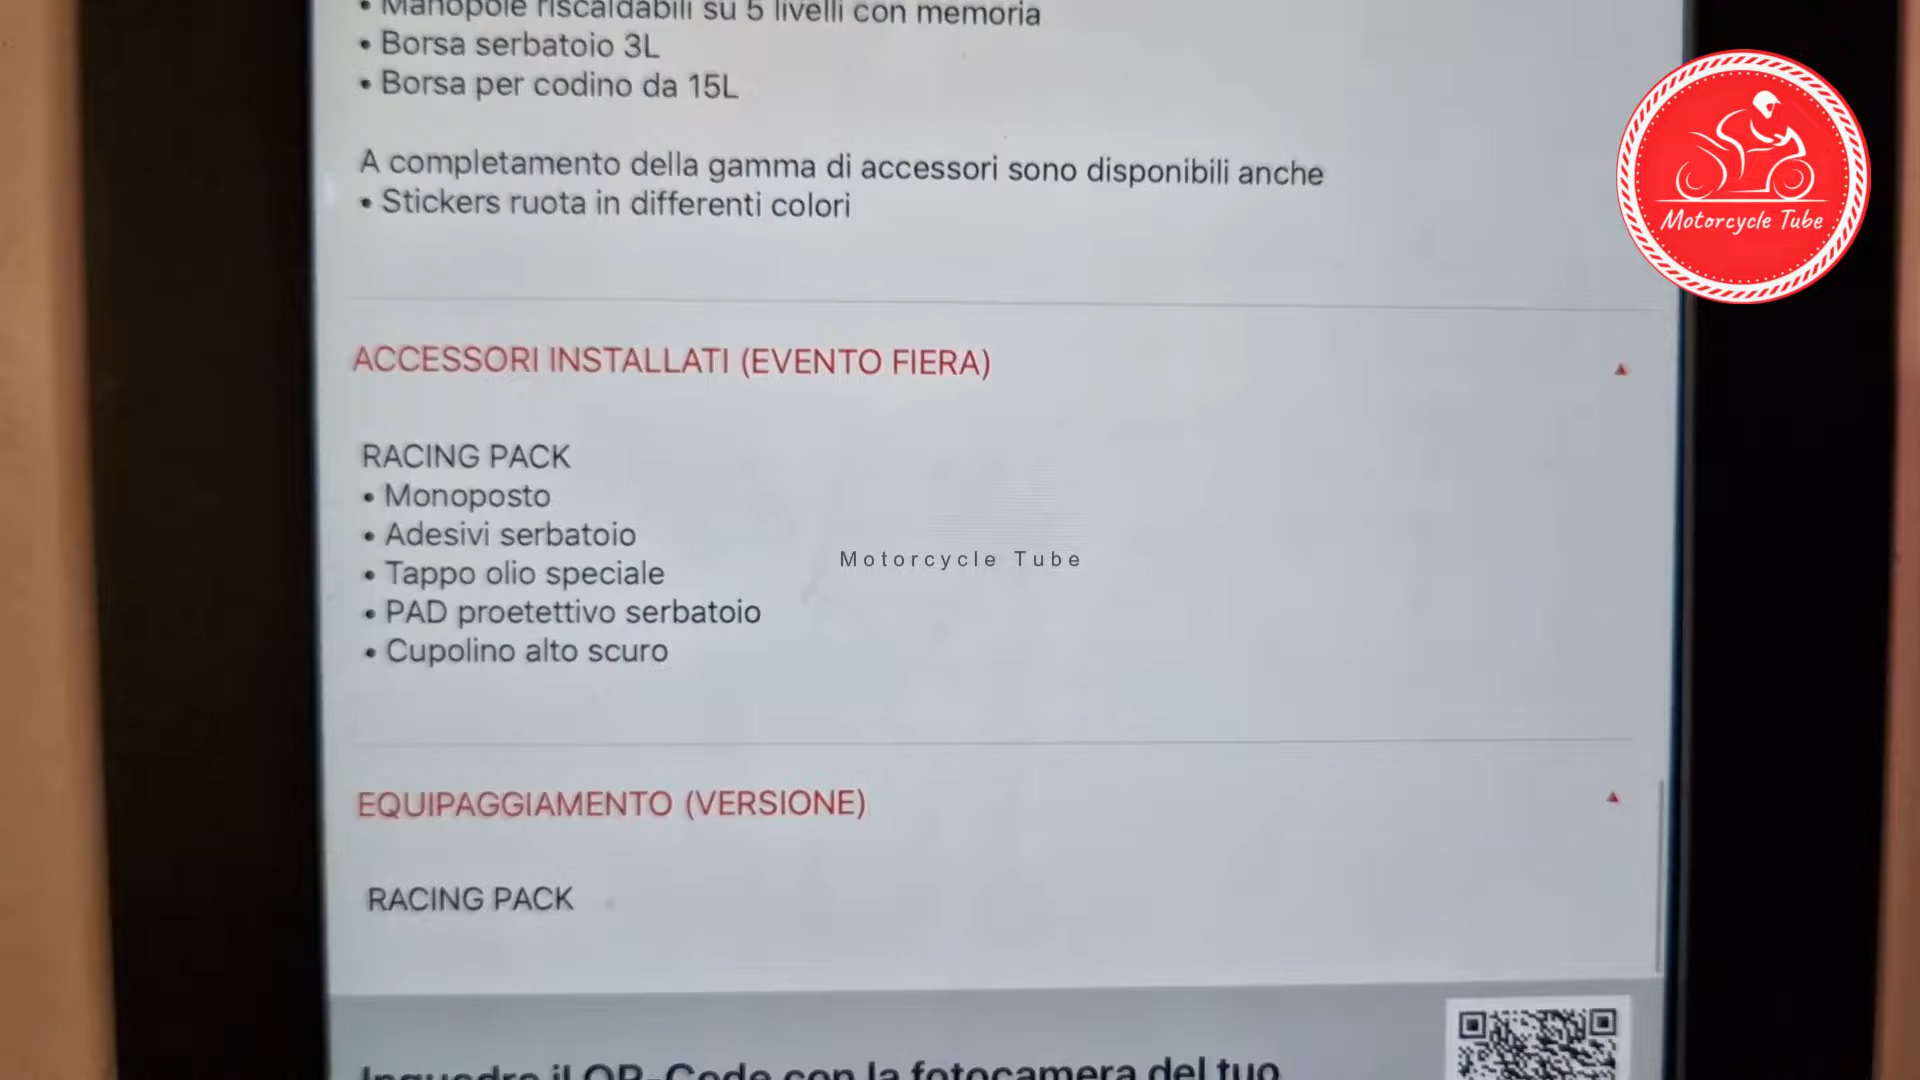 • Manopole riscaldabili su 5 livelli con memoria
• Borsa serbatoio 3L
• Borsa per codino da 15L
A completamento della gamma di accessori sono disponibili anche
• Stickers ruota in differenti colori
Motorcycle Tube
ACCESSORI INSTALLATI (EVENTO FIERA)
RACING PACK
• Monoposto
• Adesivi serbatoio
Motorcycle Tube
• Tappo olio speciale
• PAD proetettivo serbatoio
• Cupolino alto scuro
EQUIPAGGIAMENTO (VERSIONE)
RACING PACK
Inquadra il QR-Code con la fotocamera del tuo